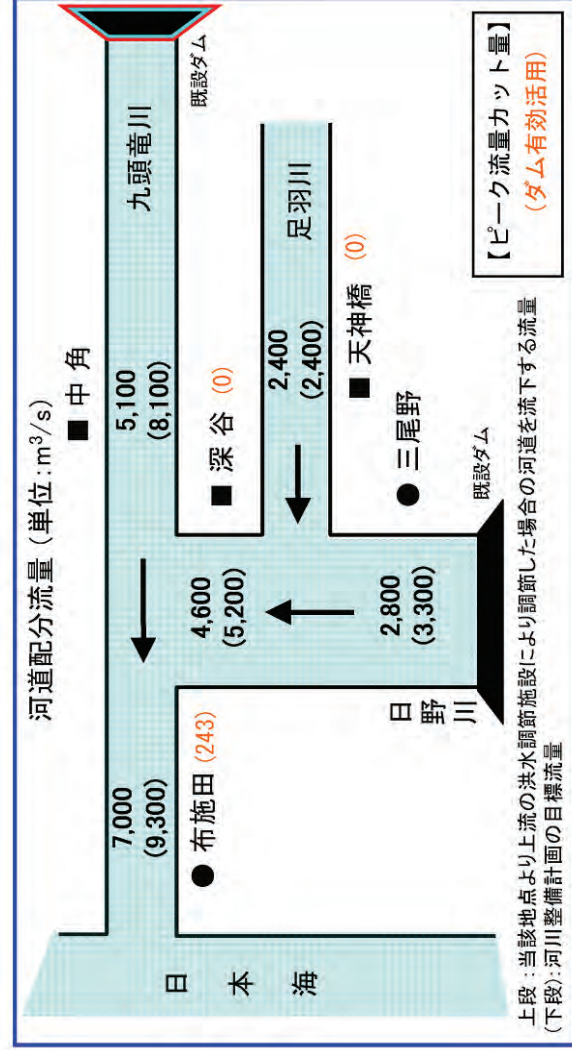 河道配分流量(単位:m³/s)
■中角
九頭竜川
既設ダム
5,100
(8,100)
7,000
(9,300)
●布施田(243)
■深谷(0)
足羽川
2,400
(2,400)
■天神橋(0)
4,600
(5,200)
●三尾野
2,800
(3,300)
既設ダム
日野川
日本海
【ピーク流量カット量】
(ダム有効活用)
上段:当該地点より上流の洪水調節施設により調節した場合の河道を流下する流量
(下段):河川整備計画の目標流量